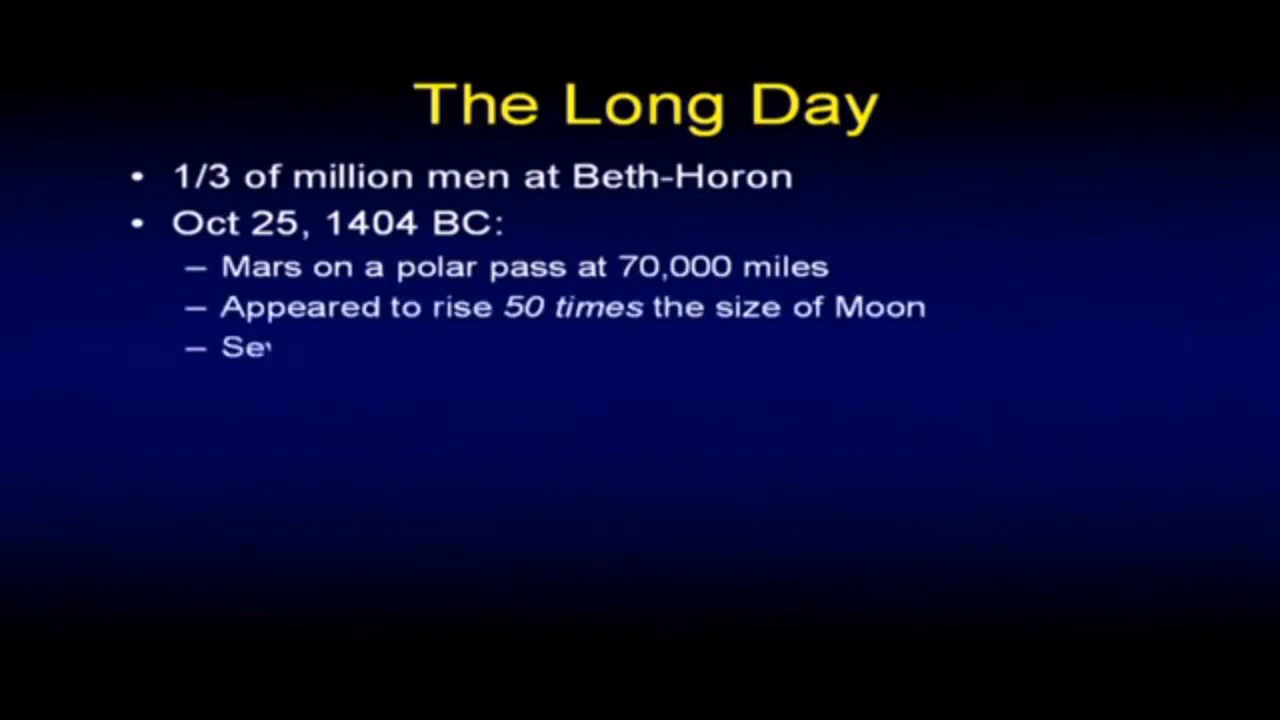 The Long Day
• 1/3 of million men at Beth-Horon
• Oct 25, 1404 BC:
– Mars on a polar pass at 70,000 miles
– Appeared to rise 50 times the size of Moon
–